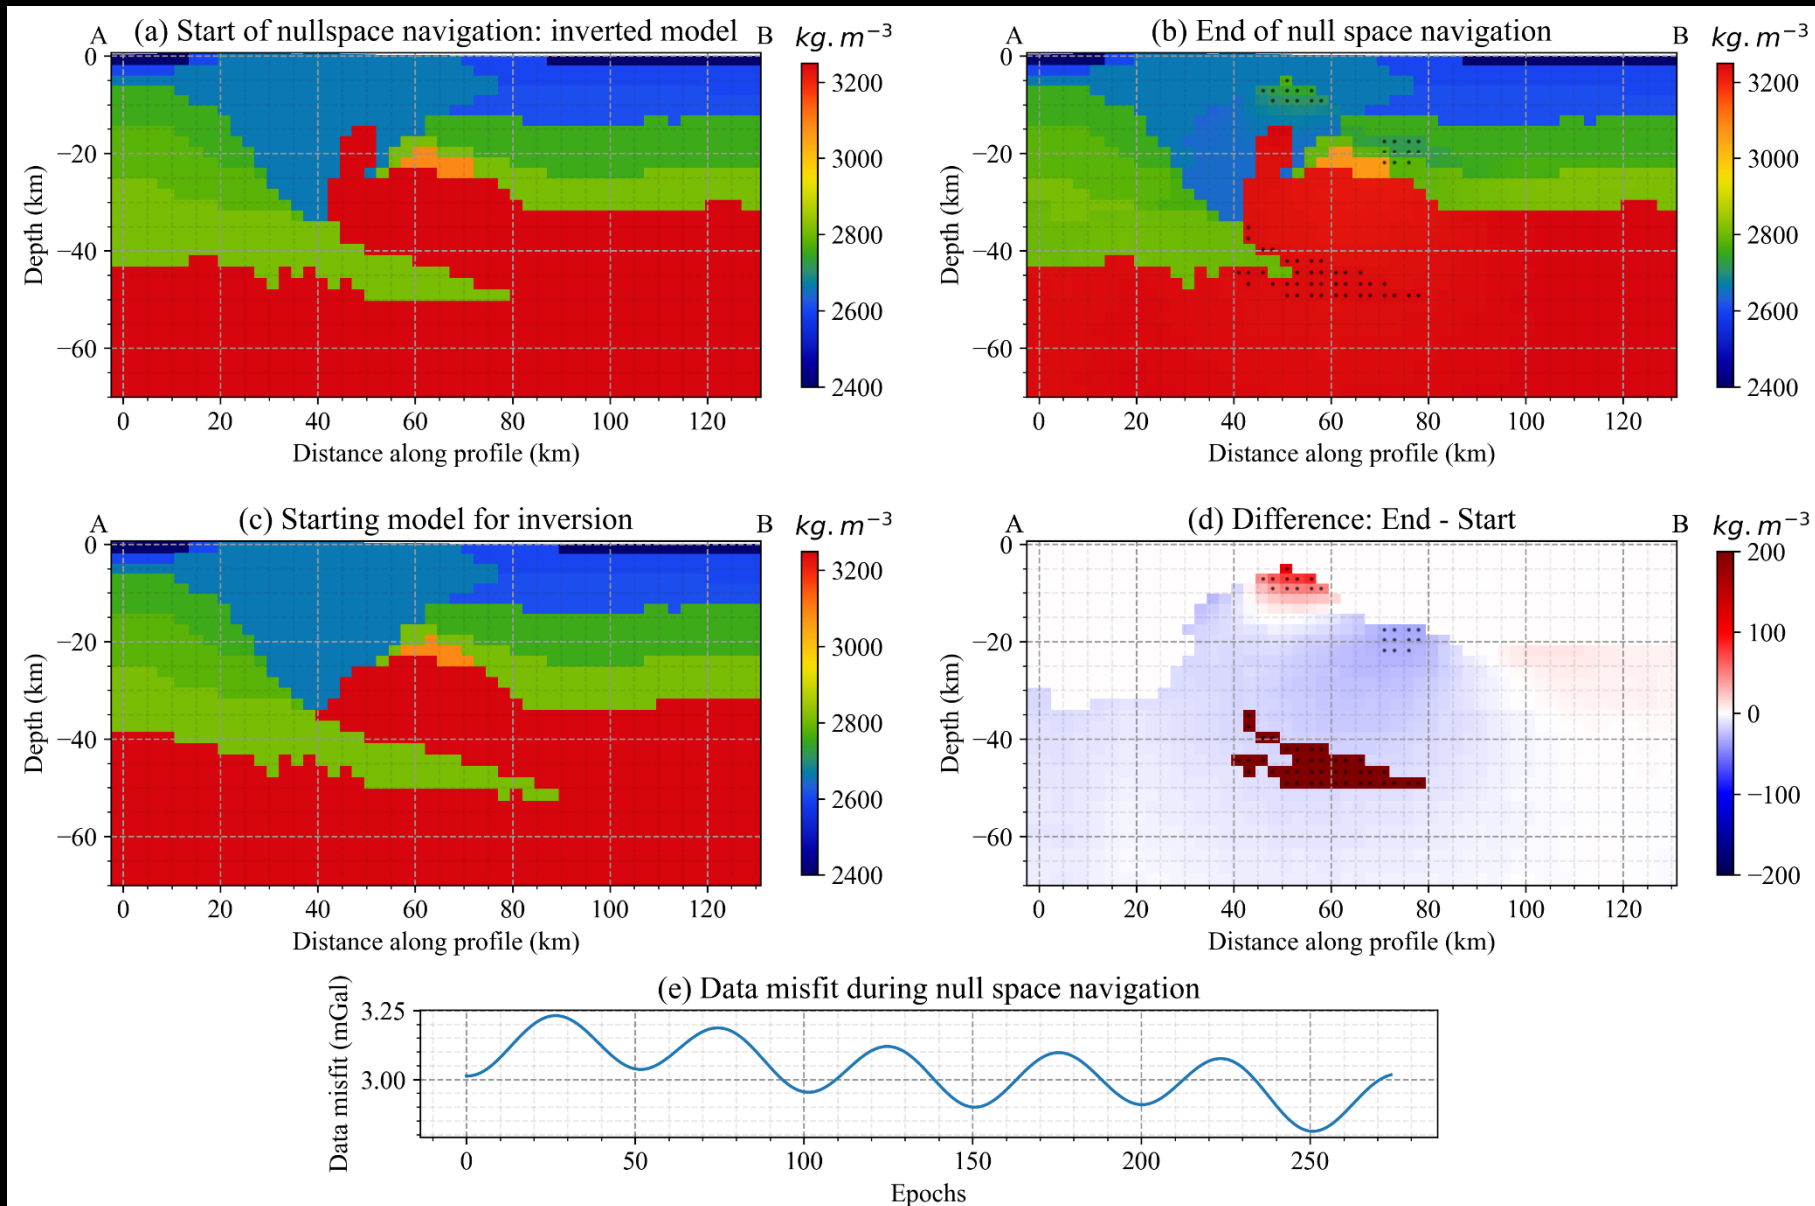 A (a) Start of nullspace navigation: inverted model B kg.m⁻³
0
−20
−40
−60
Depth (km)
0 20 40 60 80 100 120
Distance along profile (km)
3200
3000
2800
2600
2400
A (b) End of null space navigation B kg.m⁻³
0
−20
−40
−60
Depth (km)
0 20 40 60 80 100 120
Distance along profile (km)
3200
3000
2800
2600
2400
A (c) Starting model for inversion B kg.m⁻³
0
−20
−40
−60
Depth (km)
0 20 40 60 80 100 120
Distance along profile (km)
3200
3000
2800
2600
2400
A (d) Difference: End - Start B kg.m⁻³
0
−20
−40
−60
Depth (km)
0 20 40 60 80 100 120
Distance along profile (km)
200
100
0
−100
−200
(e) Data misfit during null space navigation
3.25
3.00
Data misfit (mGal)
0 50 100 150 200 250
Epochs